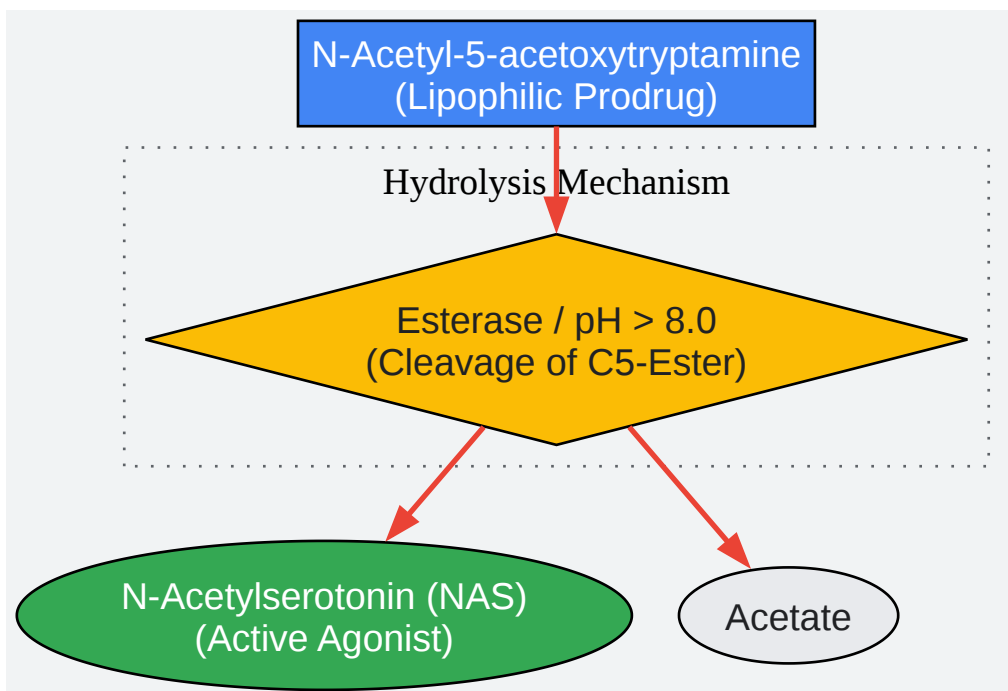 N-Acetyl-5-acetoxytryptamine
(Lipophilic Prodrug)
Hydrolysis Mechanism
Esterase / pH > 8.0
(Cleavage of C5-Ester)
N-Acetylserotonin (NAS)
(Active Agonist)
Acetate